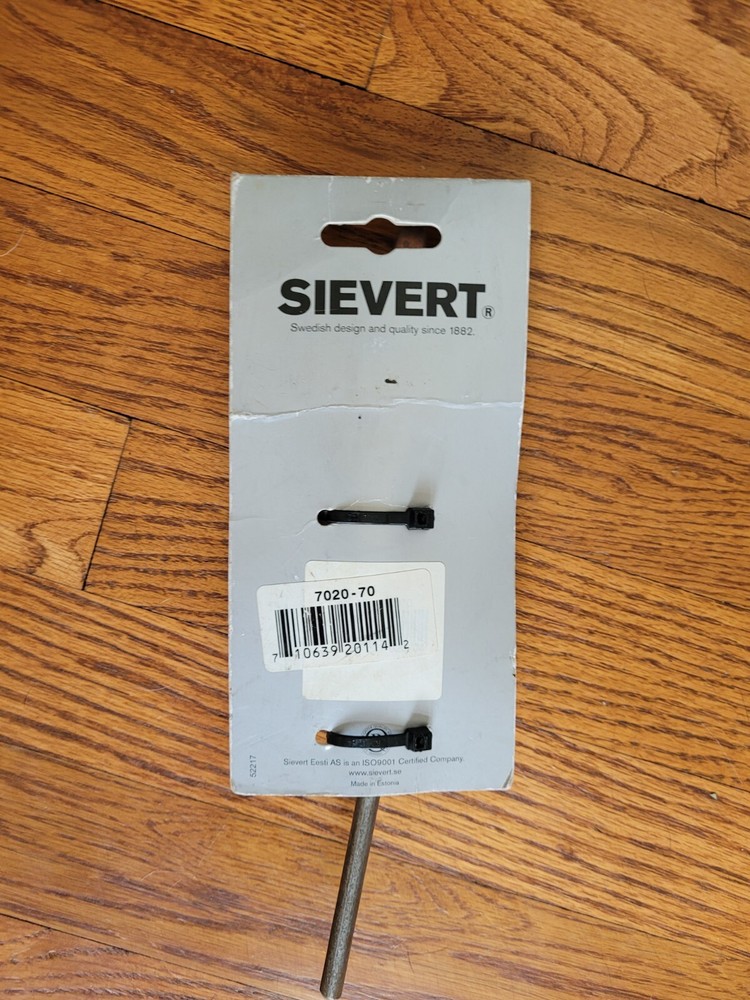 SIEVERT®
Swedish design and quality since 1882.
7020-70
7 10639 20114 2
Sievert Eesti AS is an ISO9001 Certified Company.
www.sievert.se
Made in Estonia
52217